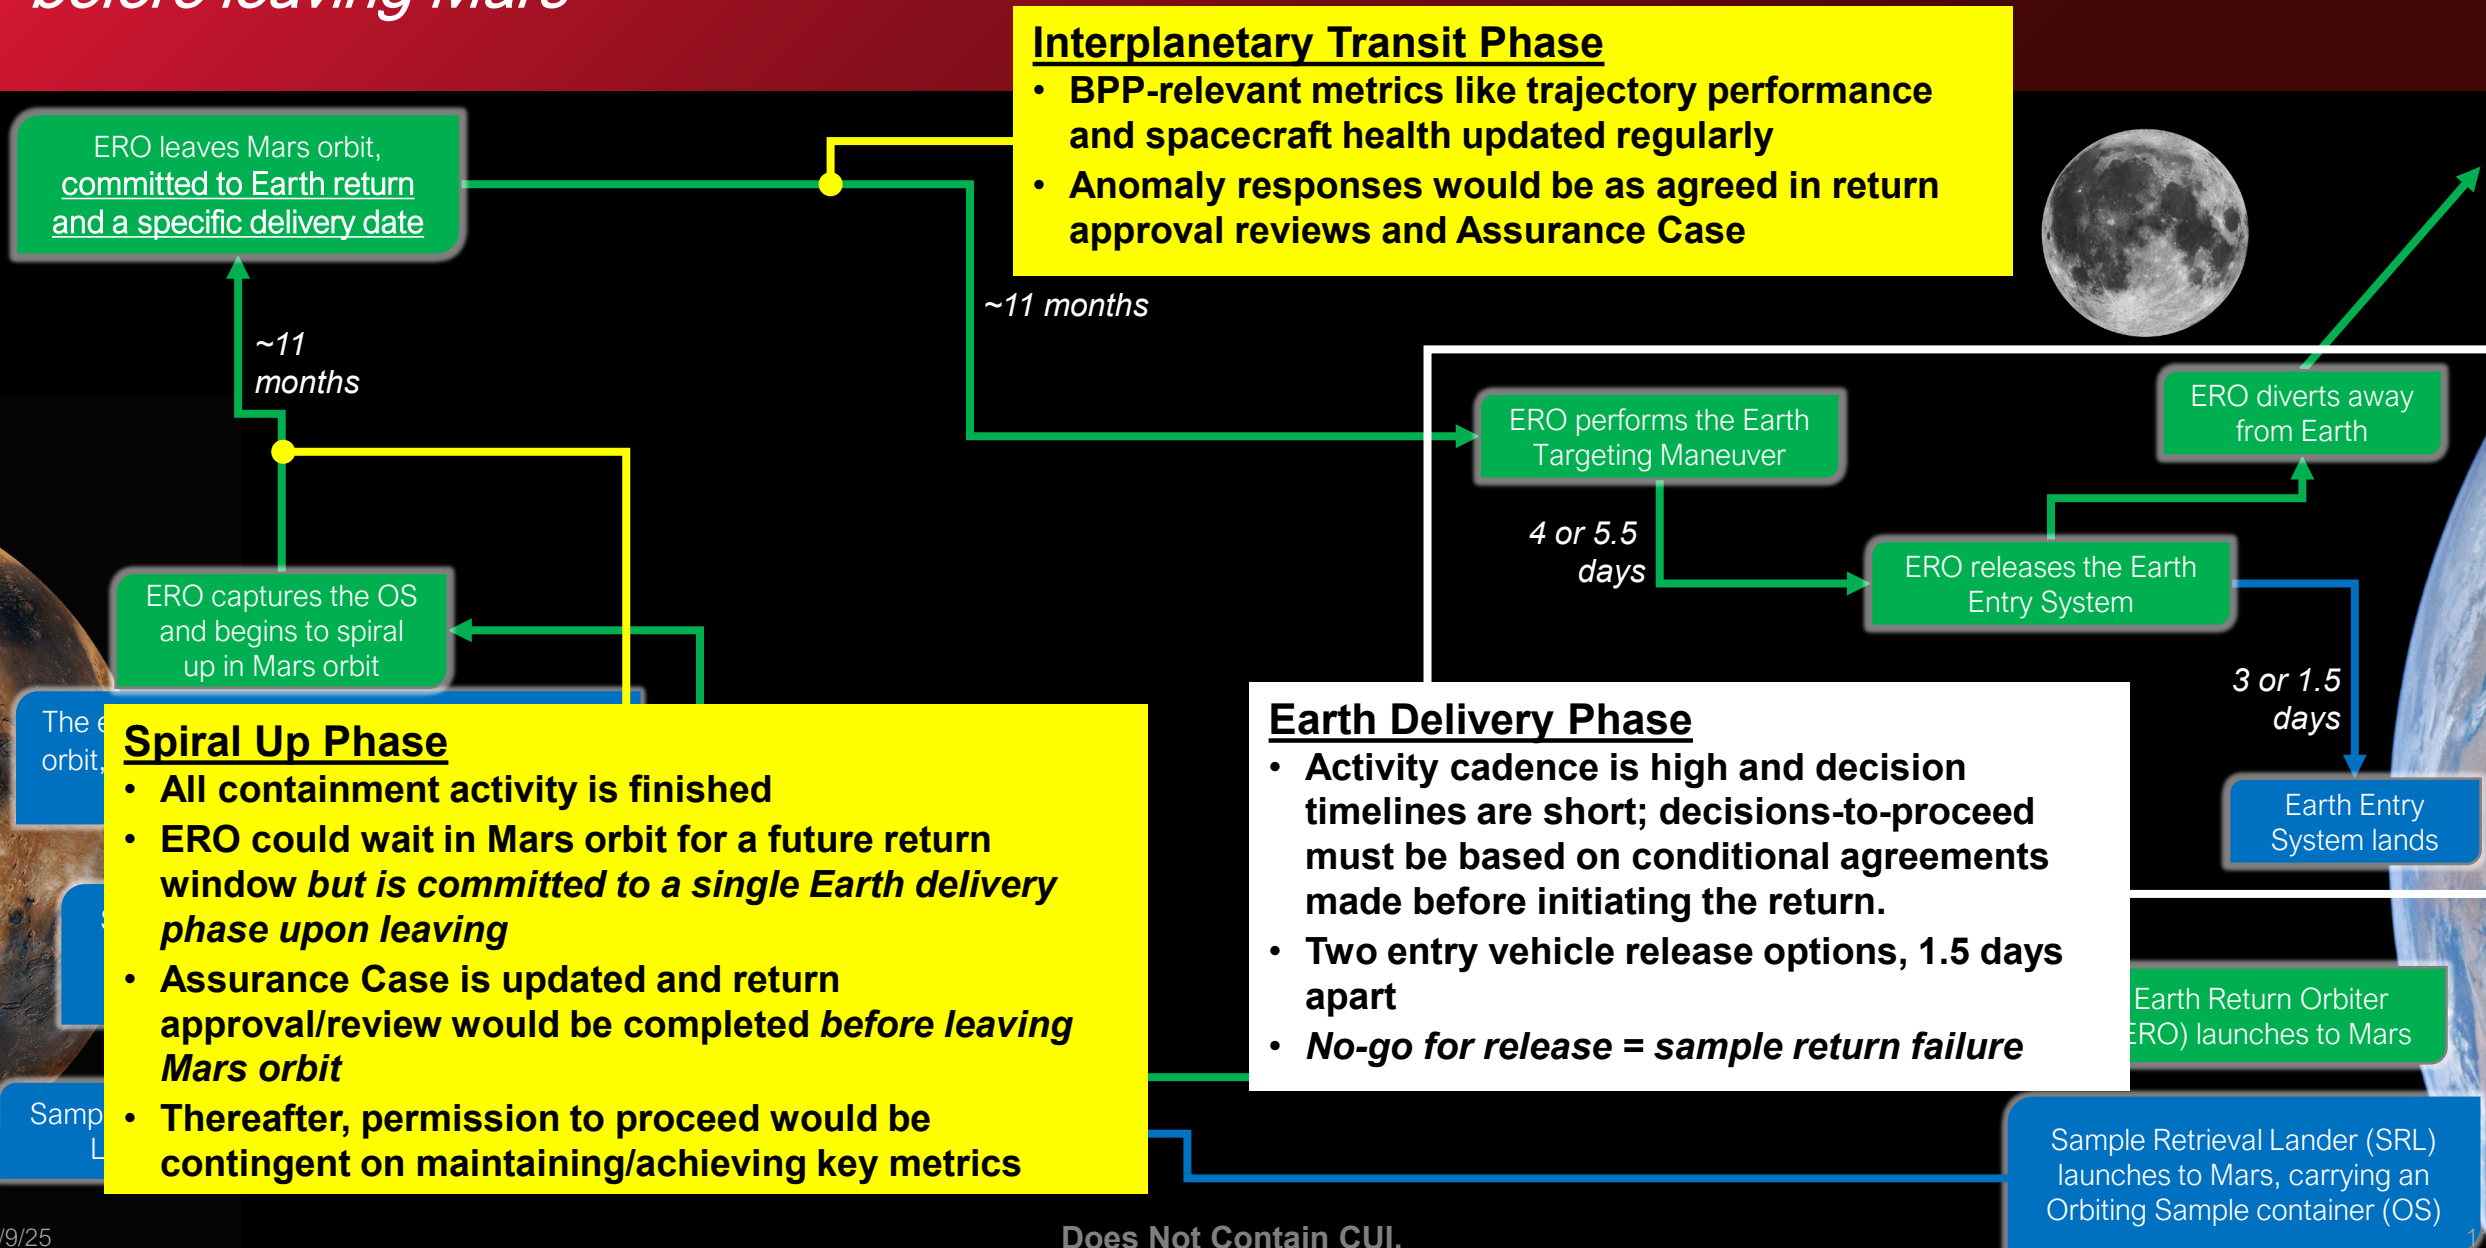 before leaving Mars
Interplanetary Transit Phase
• BPP-relevant metrics like trajectory performance
and spacecraft health updated regularly
• Anomaly responses would be as agreed in return
approval reviews and Assurance Case
ERO leaves Mars orbit,
committed to Earth return
and a specific delivery date
~11 months
~11
months
ERO performs the Earth
Targeting Maneuver
ERO diverts away
from Earth
4 or 5.5
days
ERO releases the Earth
Entry System
ERO captures the OS
and begins to spiral
up in Mars orbit
3 or 1.5
days
Earth Entry
System lands
The
orbit,
Spiral Up Phase
• All containment activity is finished
• ERO could wait in Mars orbit for a future return
window but is committed to a single Earth delivery
phase upon leaving
• Assurance Case is updated and return
approval/review would be completed before leaving
Mars orbit
• Thereafter, permission to proceed would be
contingent on maintaining/achieving key metrics
Earth Delivery Phase
• Activity cadence is high and decision
timelines are short; decisions-to-proceed
must be based on conditional agreements
made before initiating the return.
• Two entry vehicle release options, 1.5 days
apart
• No-go for release = sample return failure
Earth Return Orbiter
ERO) launches to Mars
Samp
L
Sample Retrieval Lander (SRL)
launches to Mars, carrying an
Orbiting Sample container (OS)
/9/25
Does Not Contain CUI.
1